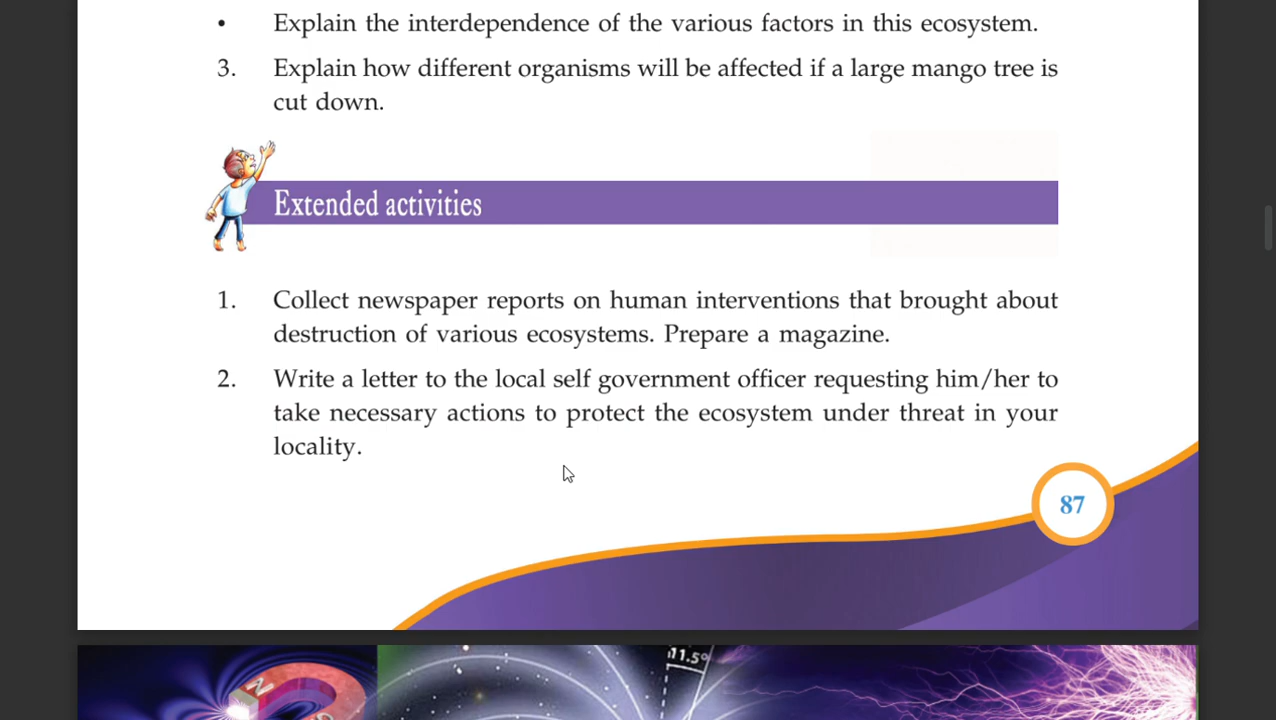 • Explain the interdependence of the various factors in this ecosystem.
3. Explain how different organisms will be affected if a large mango tree is
cut down.
Extended activities
1. Collect newspaper reports on human interventions that brought about
destruction of various ecosystems. Prepare a magazine.
2. Write a letter to the local self government officer requesting him/her to
take necessary actions to protect the ecosystem under threat in your
locality.
87
11.5°
N